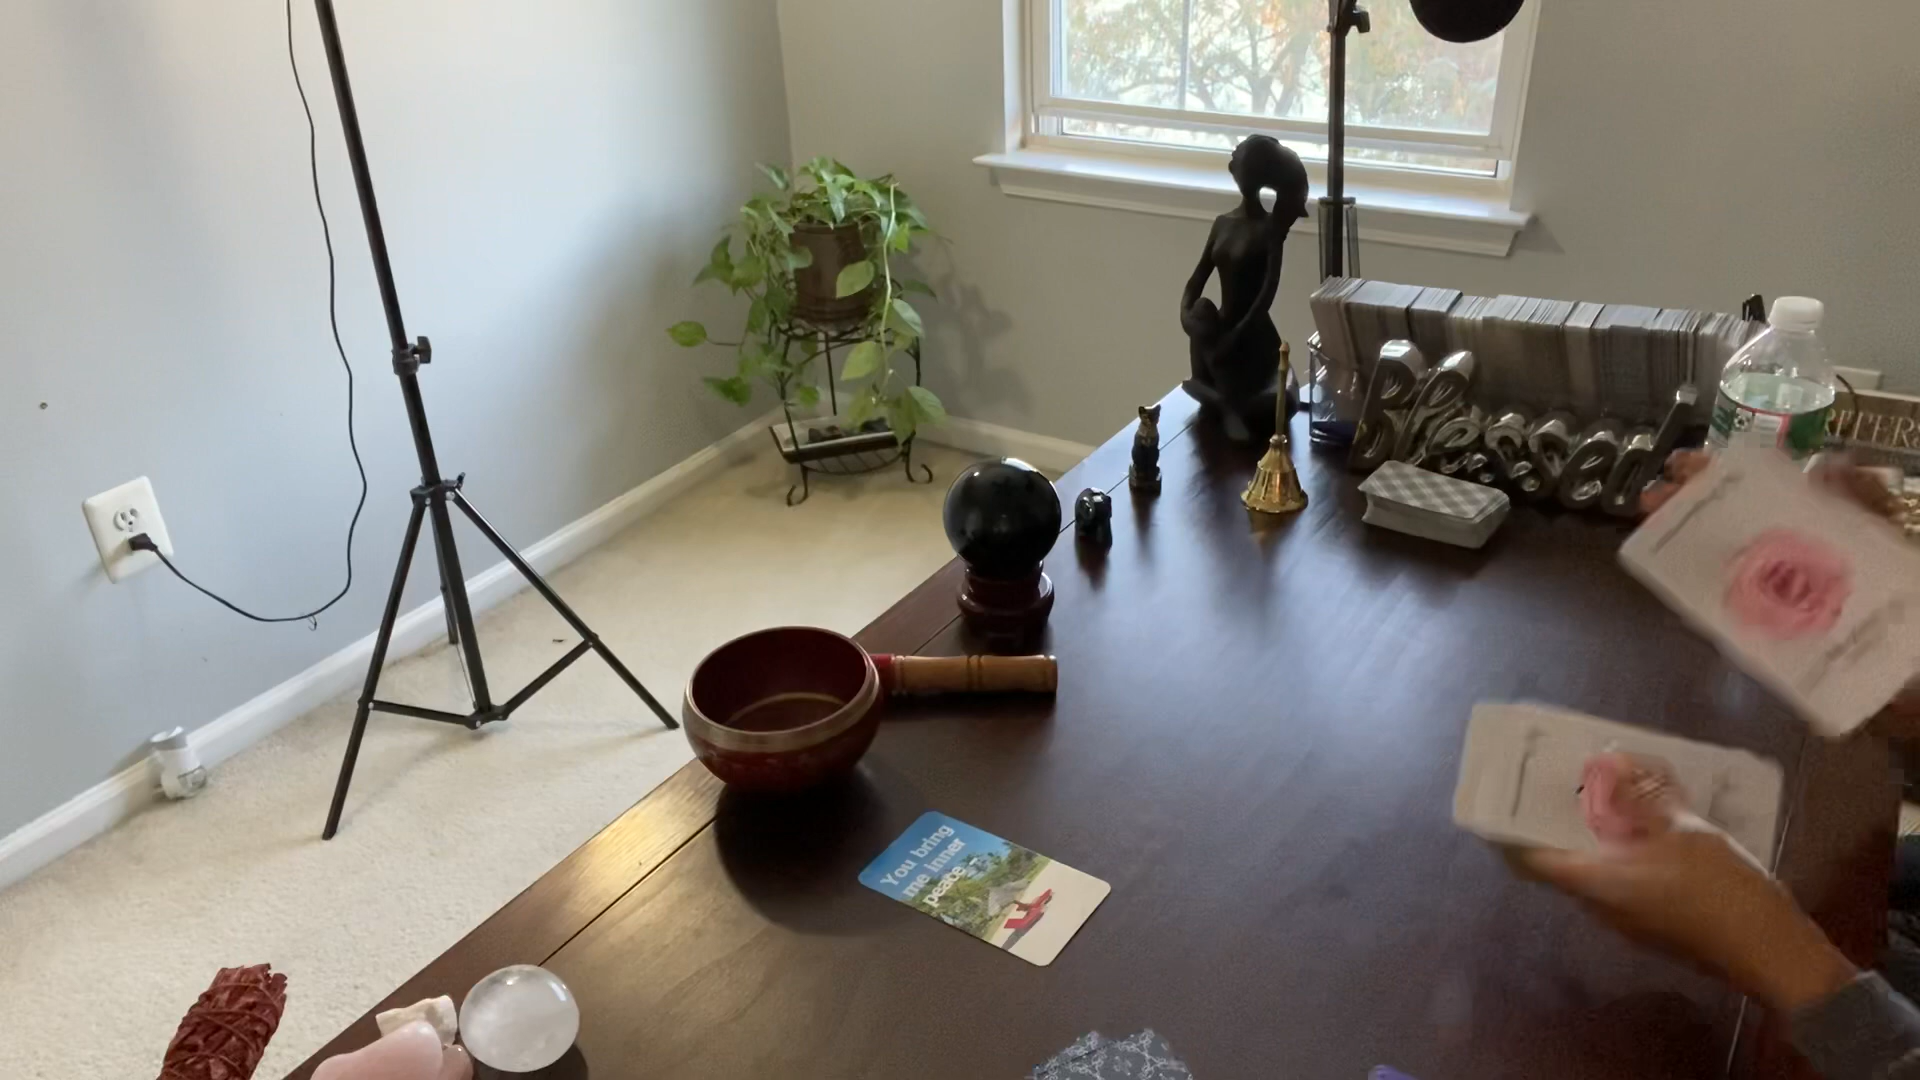 Blessed
You bring
me inner
peace